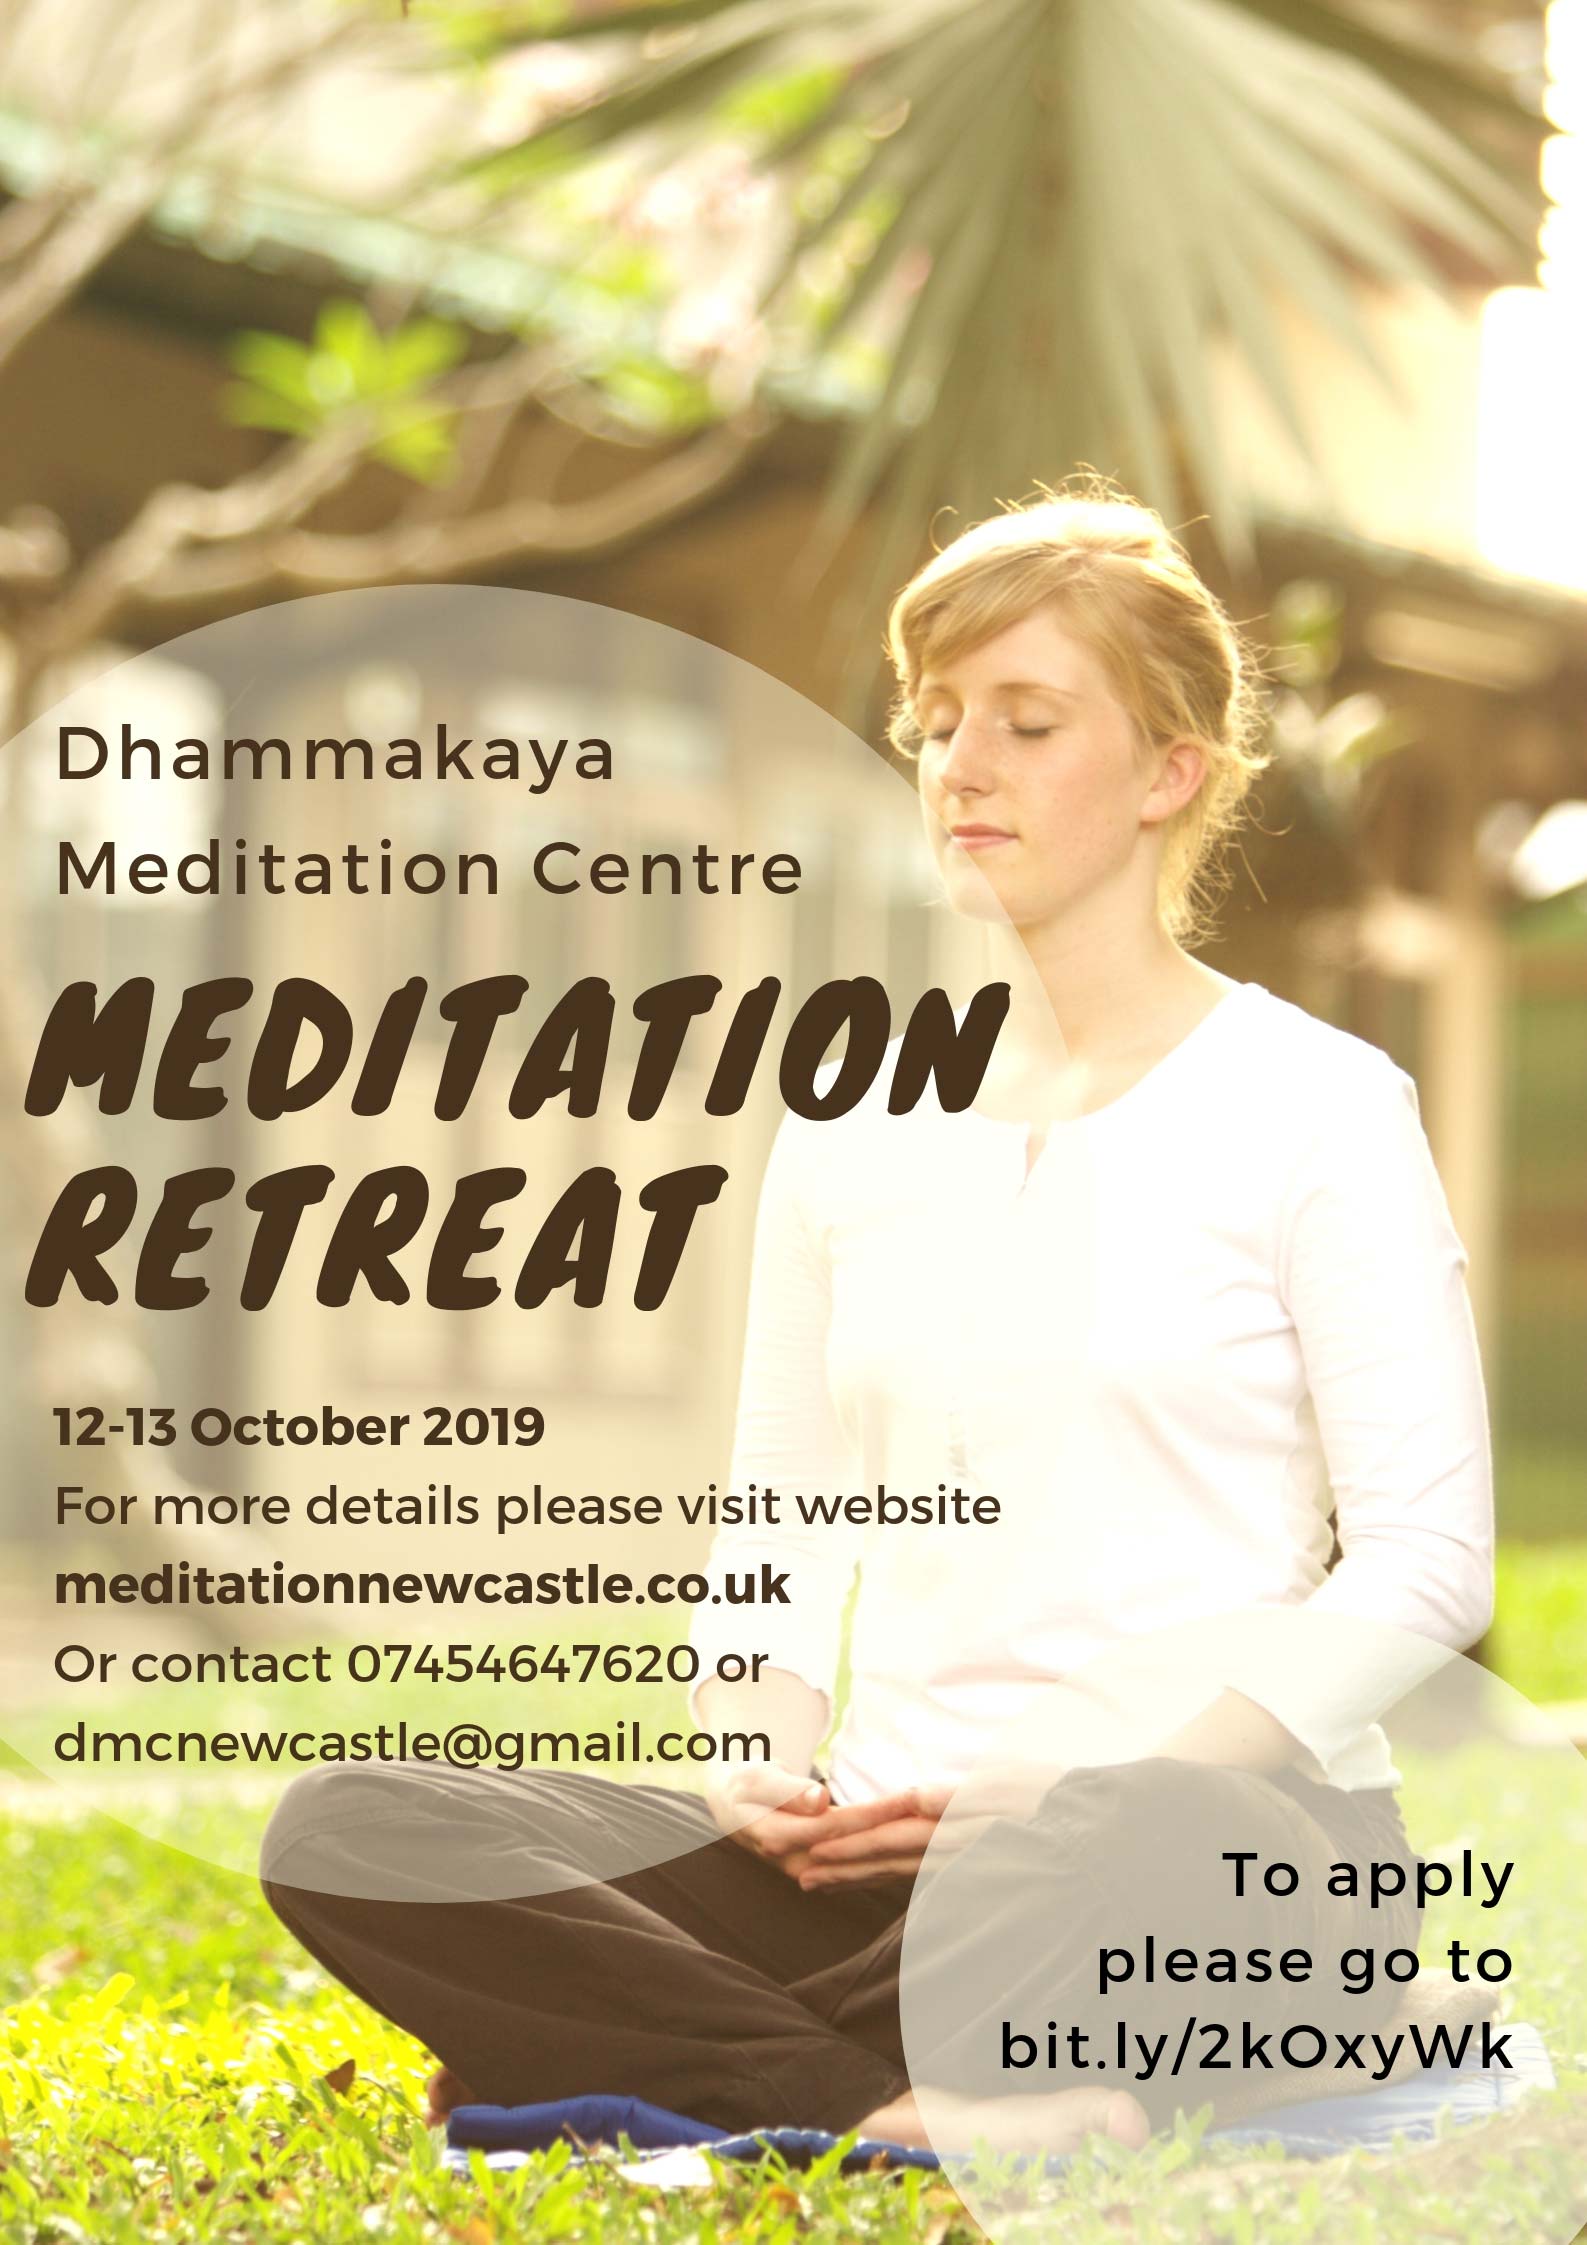 Dhammakaya
Meditation Centre
MEDITATION
RETREAT
12-13 October 2019
For more details please visit website
meditationnewcastle.co.uk
Or contact 07454647620 or
dmcnewcastle@gmail.com
To apply
please go to
bit.ly/2kOxyWk